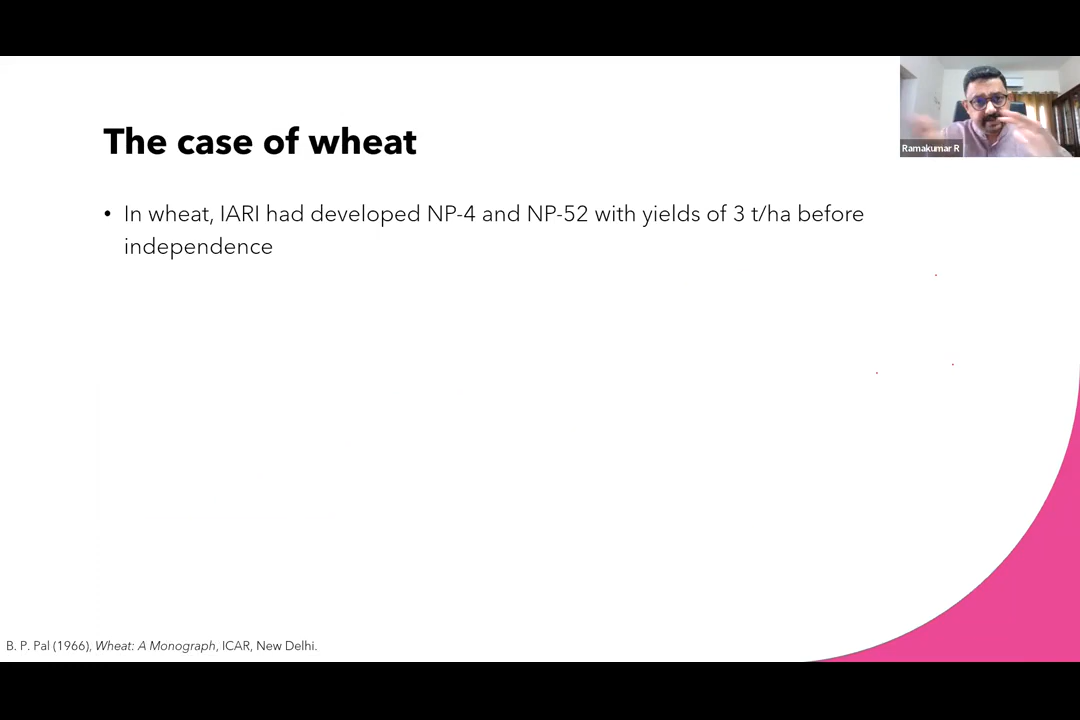 The case of wheat
Ramakumar R
• In wheat, IARI had developed NP-4 and NP-52 with yields of 3 t/ha before
independence
B. P. Pal (1966), Wheat: A Monograph, ICAR, New Delhi.